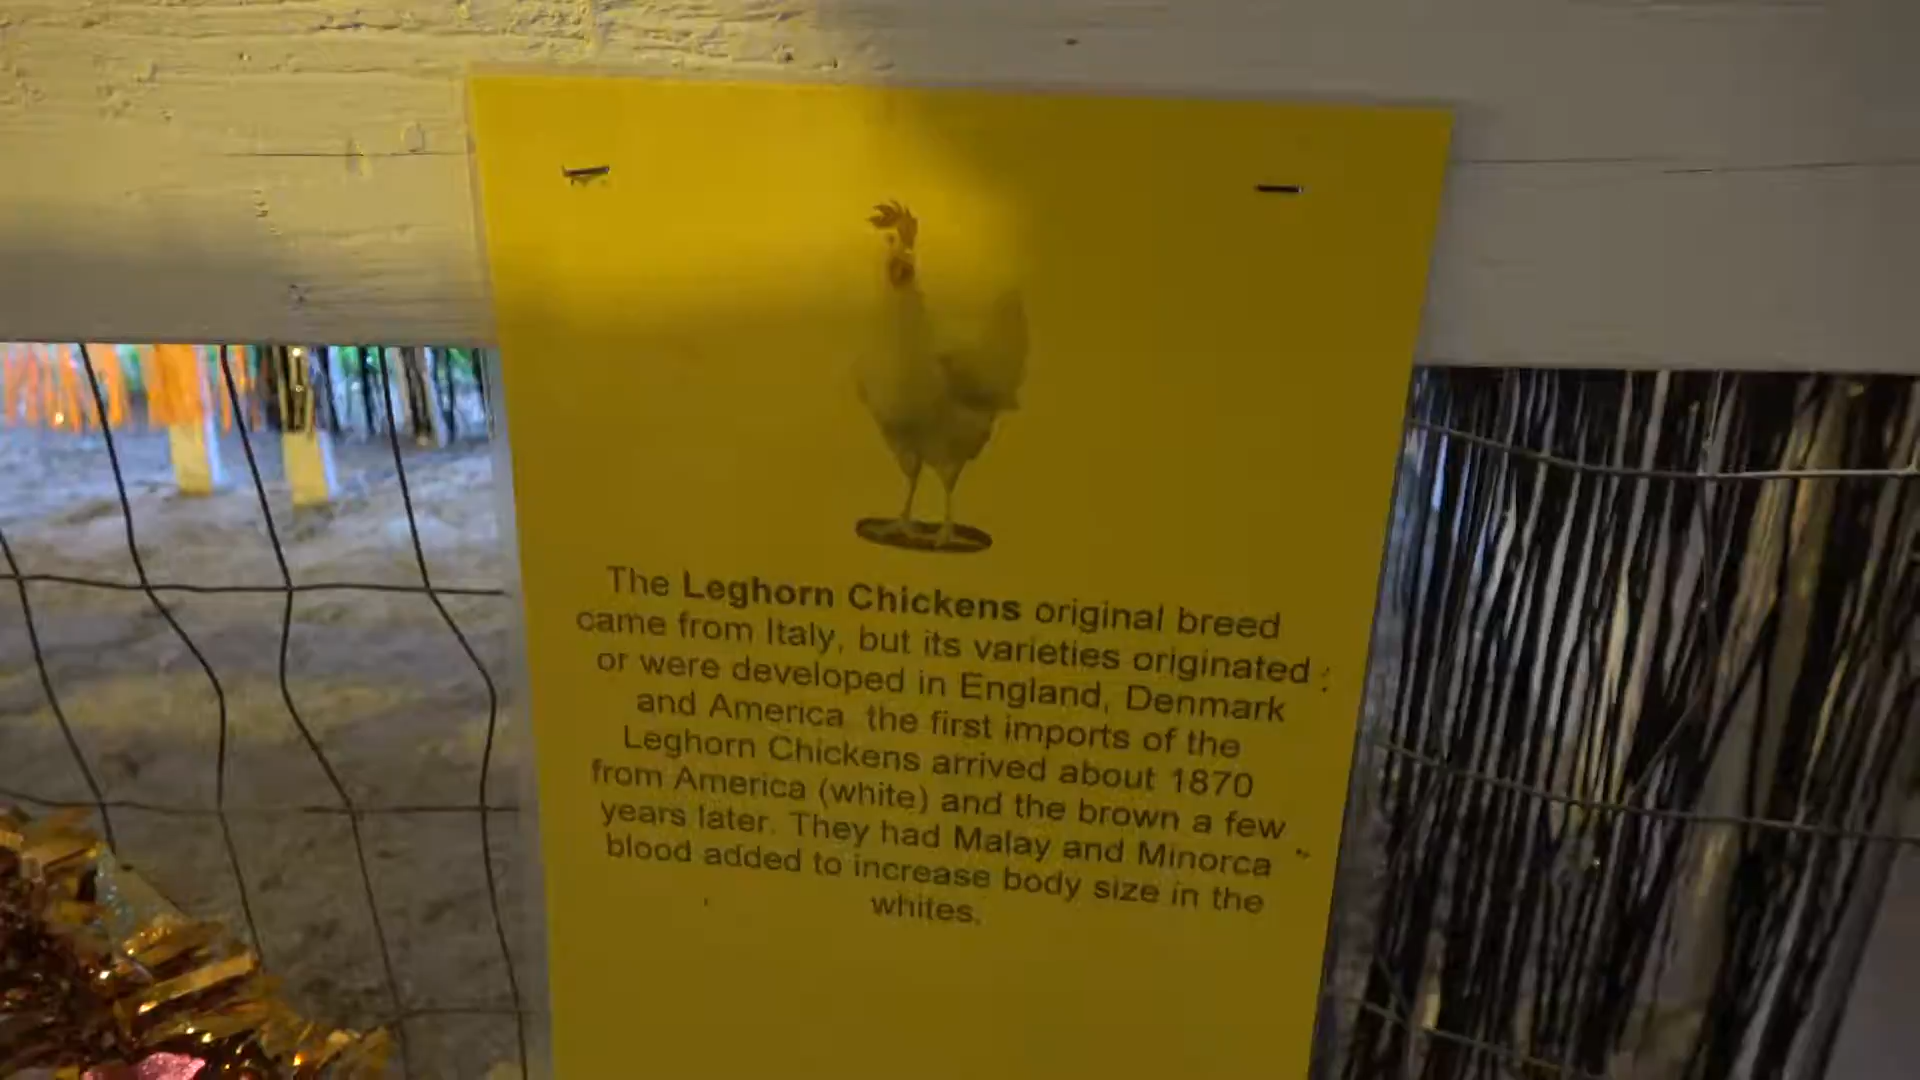 The Leghorn Chickens original breed
came from Italy, but its varieties originated
or were developed in England, Denmark
and America the first imports of the
Leghorn Chickens arrived about 1870
from America (white) and the brown a few
years later. They had Malay and Minorca
blood added to increase body size in the
whites.